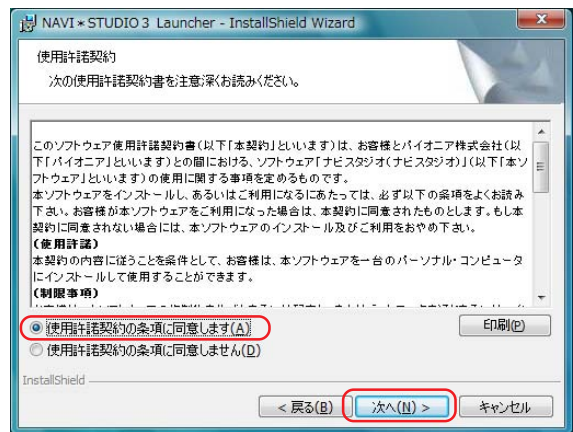 NAVI*STUDIO3 Launcher - InstallShield Wizard
使用許諾契約
次の使用許諾契約書を注意深くお読みください。
このソフトウェア使用許諾契約書(以下「本契約」といいます)は、お客様とパイオニア株式会社(以
下「パイオニア」といいます)との間における、ソフトウェア「ナビスタジオ(ナビスタジオ)」(以下「本ソ
フトウェア」といいます)の使用に関する事項を定めるものです。
本ソフトウェアをインストールし、あるいはご利用になるにあたっては、必ず以下の条項をよくお読み
下さい。お客様が本ソフトウェアをご利用になった場合は、本契約に同意されたものとします。もし本
契約に同意されない場合には、本ソフトウェアのインストール及びご利用をおやめ下さい。
(使用許諾)
本契約の内容に従うことを条件として、お客様は、本ソフトウェアを一台のパーソナル・コンピュータ
にインストールして使用することができます。
(制限事項)
使用許諾契約の条項に同意します(A)
印刷(P)
使用許諾契約の条項に同意しません(D)
InstallShield
< 戻る(B)
次へ(N) >
キャンセル